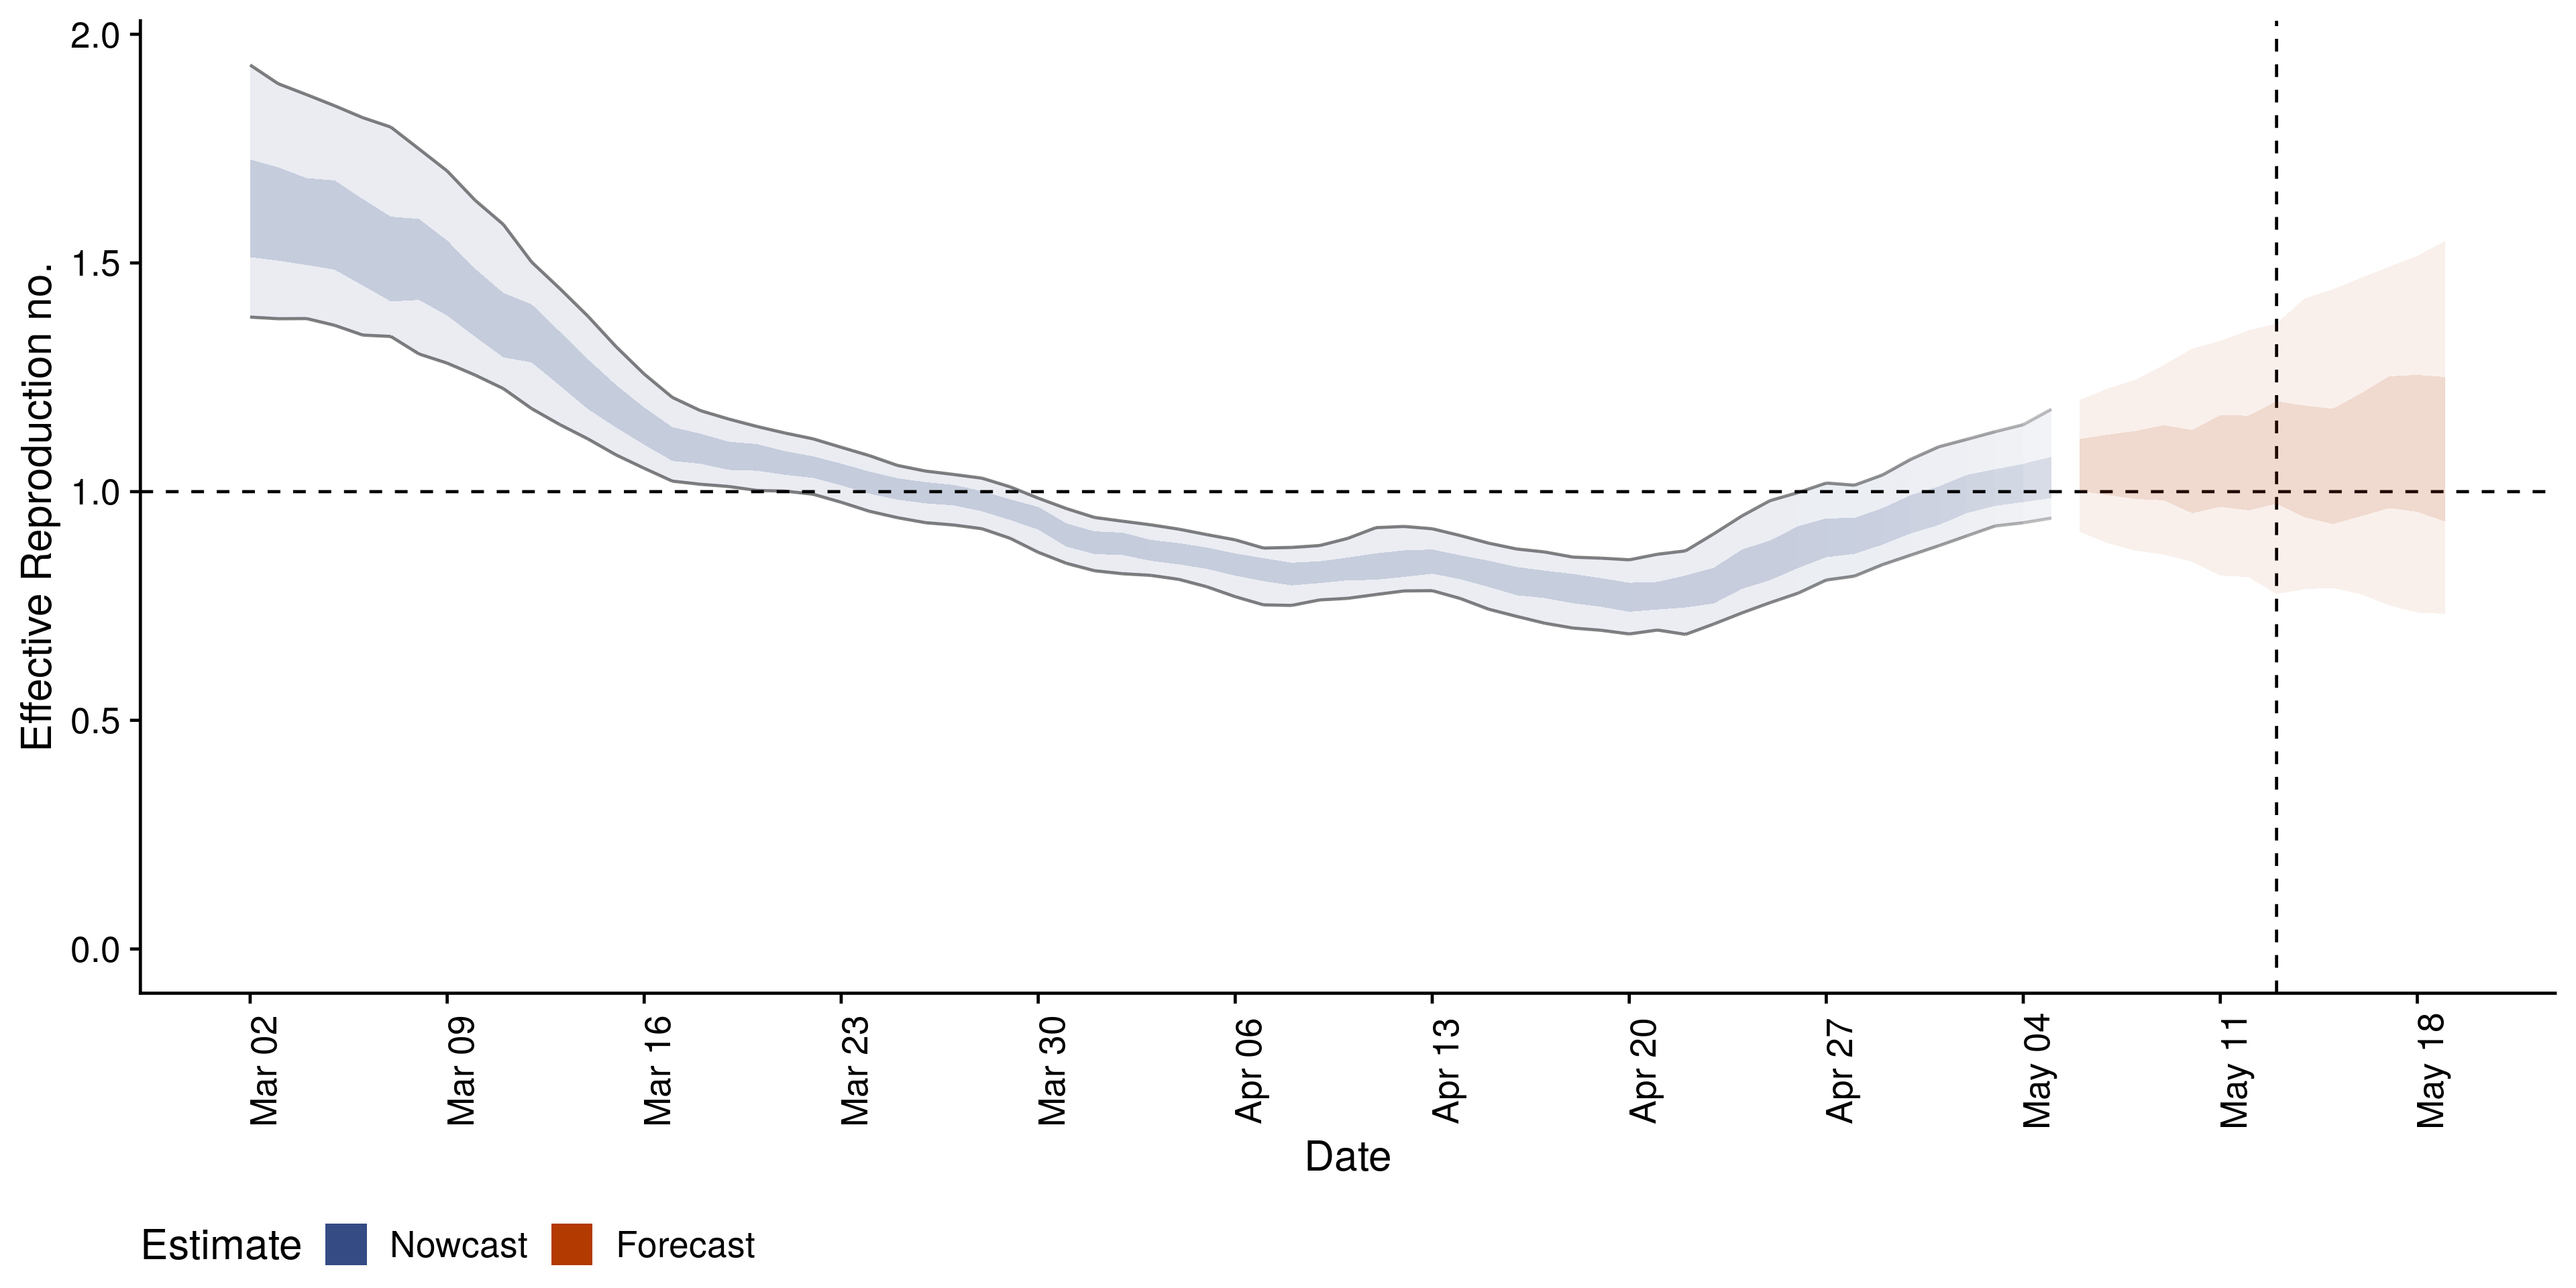 Effective Reproduction no.
2.0
1.5
1.0
0.5
0.0
Mar 02
Mar 09
Mar 16
Mar 23
Mar 30
Apr 06
Apr 13
Apr 20
Apr 27
May 04
May 11
May 18
Date
Estimate Nowcast Forecast